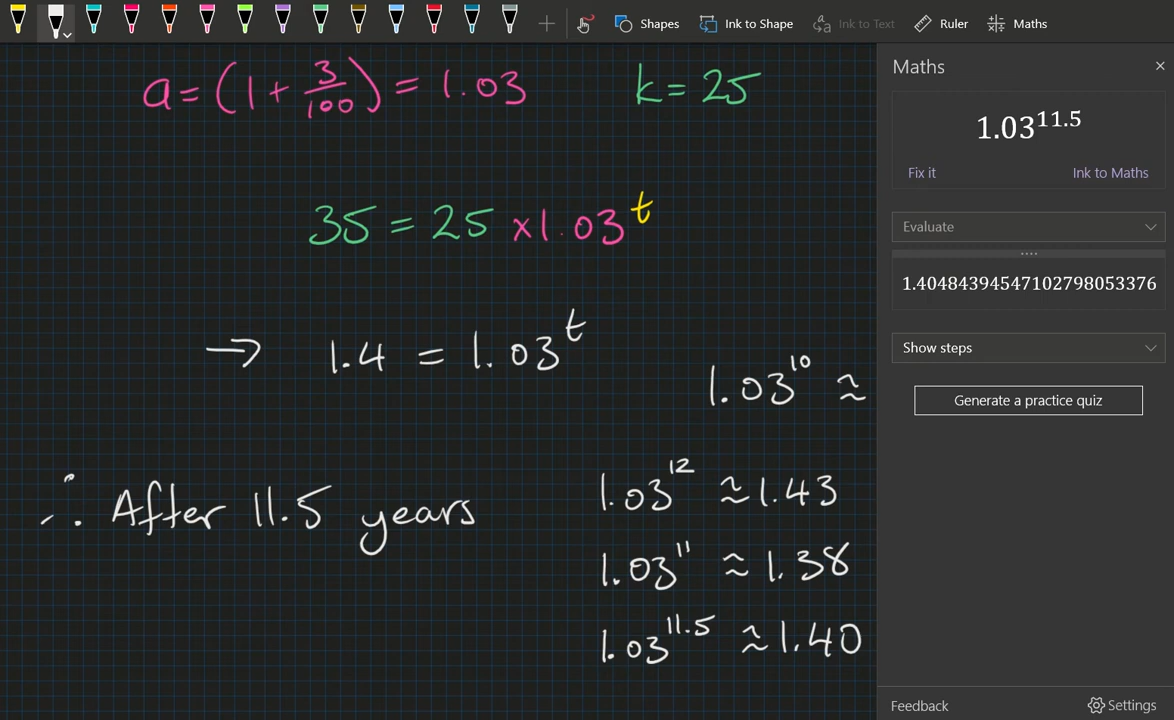 Shapes Ink to Shape Ink to Text Ruler Maths
a = (1 + 3/100) = 1.03 k = 25
35 = 25 × 1.03^t
→ 1.4 = 1.03^t
1.03^10 ≈
∴ After 11.5 years
1.03^12 ≈ 1.43
1.03^11 ≈ 1.38
1.03^11.5 ≈ 1.40
Maths
1.03^11.5
Fix it Ink to Maths
Evaluate
1.40484394547102798053376
Show steps
Generate a practice quiz
Feedback Settings